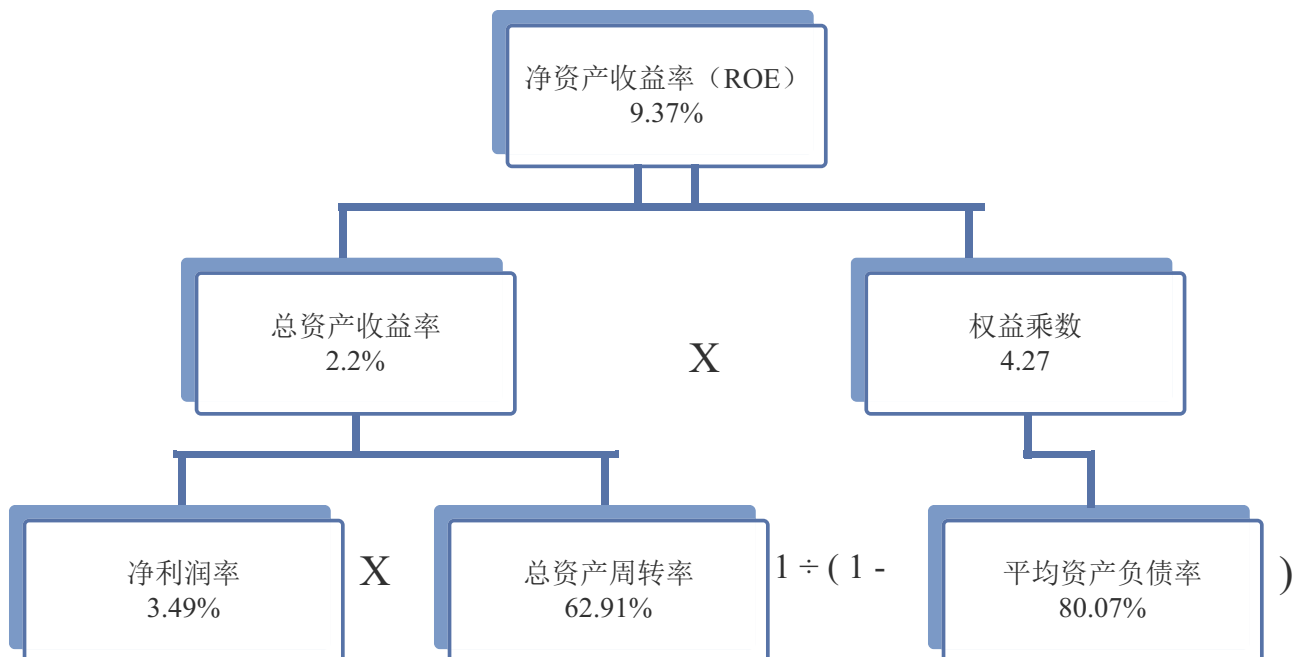 净资产收益率（ROE）
9.37%
总资产收益率
2.2%
X
权益乘数
4.27
净利润率
3.49%
X
总资产周转率
62.91%
1 ÷ ( 1 -
平均资产负债率
80.07%
)